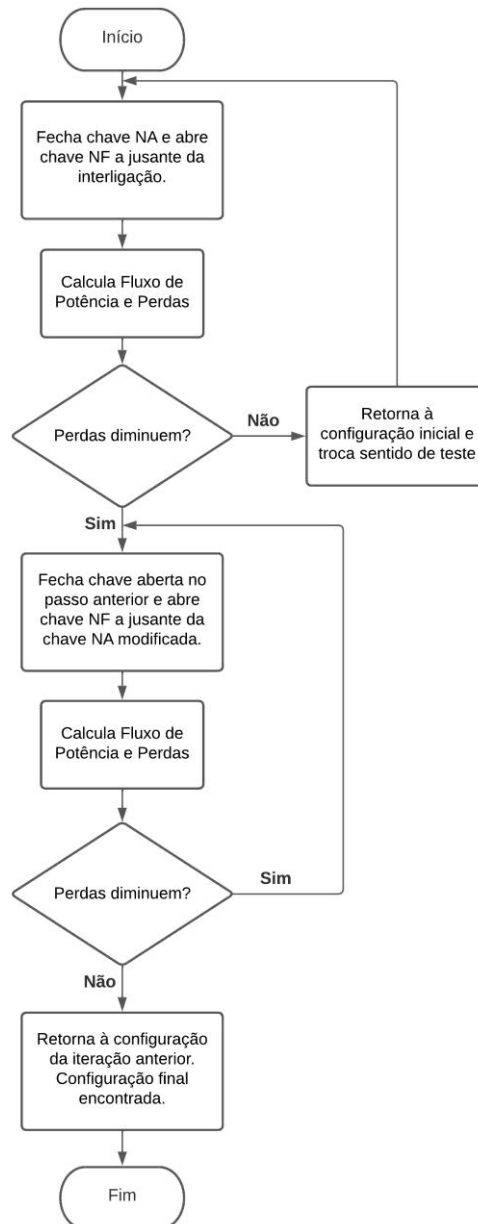 Início
Fecha chave NA e abre
chave NF a jusante da
interligação.
Calcula Fluxo de
Potência e Perdas
Perdas diminuem?
Não
Retorna à
configuração inicial e
troca sentido de teste
Sim
Fecha chave aberta no
passo anterior e abre
chave NF a jusante da
chave NA modificada.
Calcula Fluxo de
Potência e Perdas
Perdas diminuem?
Sim
Não
Retorna à configuração
da iteração anterior.
Configuração final
encontrada.
Fim